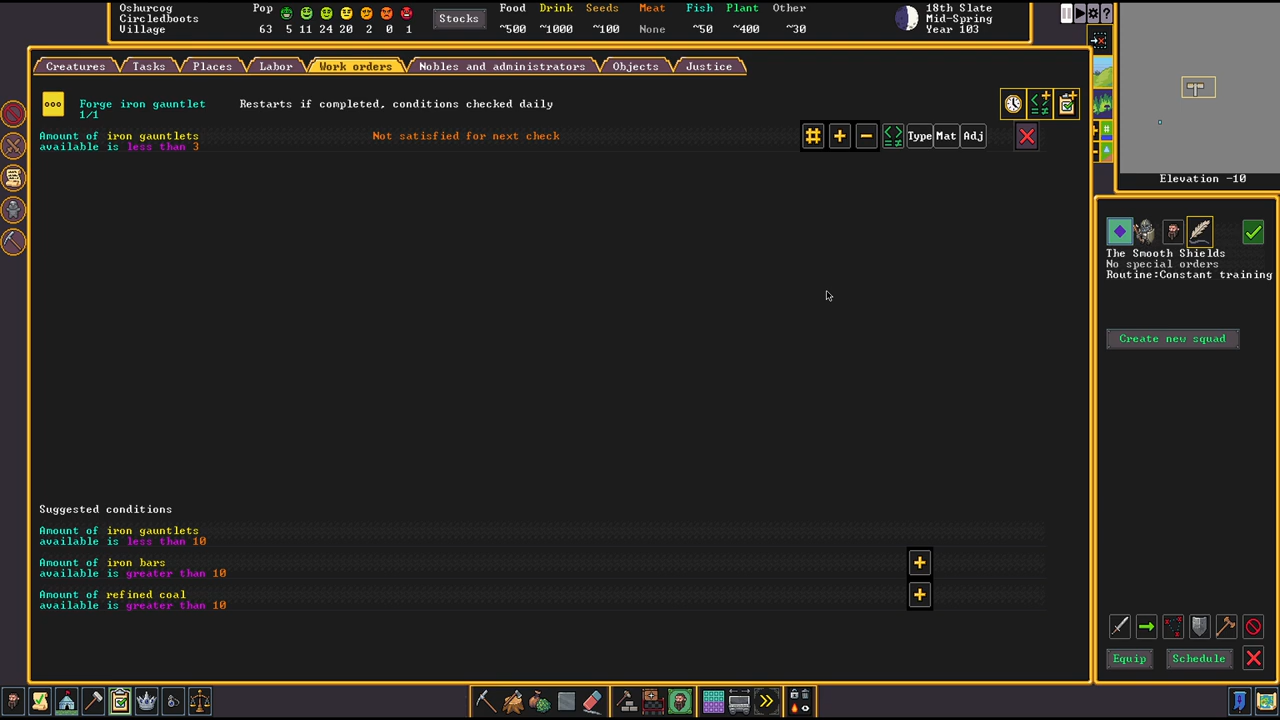 Oshurcog
Circledboots
Village
Pop
63 5 11 24 20 2 0 1
Stocks
Food Drink Seeds Meat Fish Plant Other
~500 ~1000 ~100 None ~50 ~400 ~30
18th Slate
Mid-Spring
Year 103
Creatures Tasks Places Labor Work orders Nobles and administrators Objects Justice
Forge iron gauntlet Restarts if completed, conditions checked daily
1/1
Amount of iron gauntlets Not satisfied for next check
available is less than 3
Type Mat Adj
Elevation -10
The Smooth Shields
No special orders
Routine:Constant training
Create new squad
Suggested conditions
Amount of iron gauntlets
available is less than 10
Amount of iron bars
available is greater than 10
Amount of refined coal
available is greater than 10
Equip Schedule